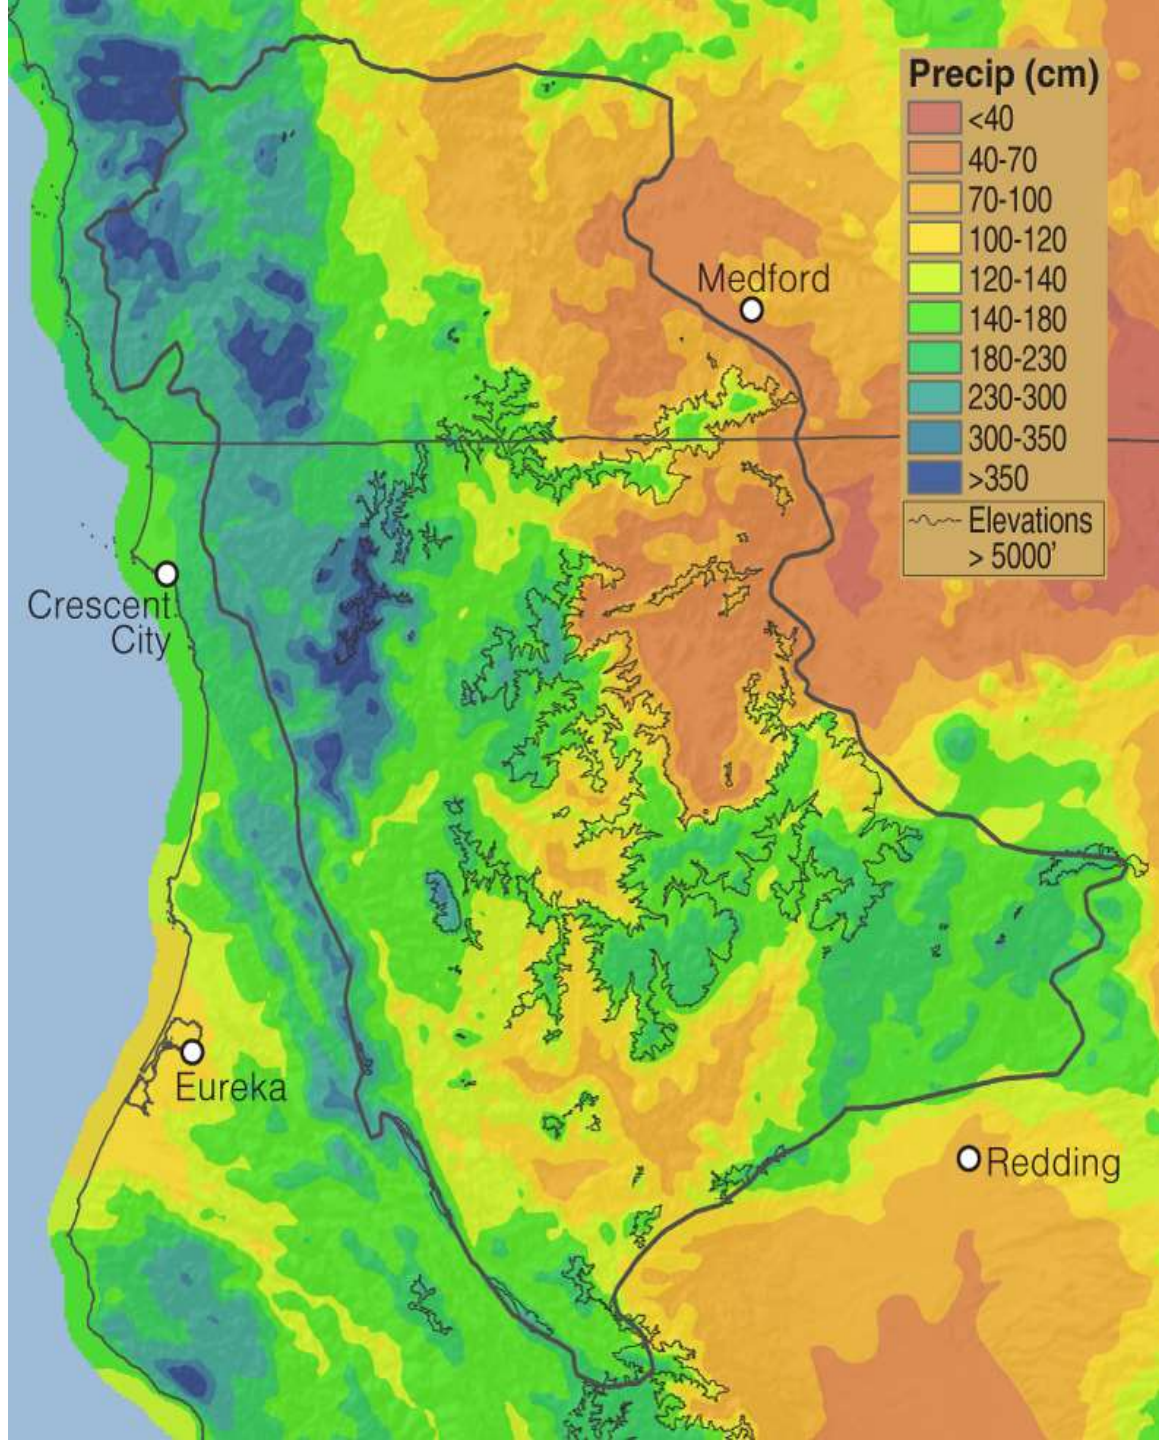 Precip (cm)
<40
40-70
70-100
100-120
120-140
140-180
180-230
230-300
300-350
>350
Elevations
> 5000'
Medford
Crescent
City
Eureka
Redding